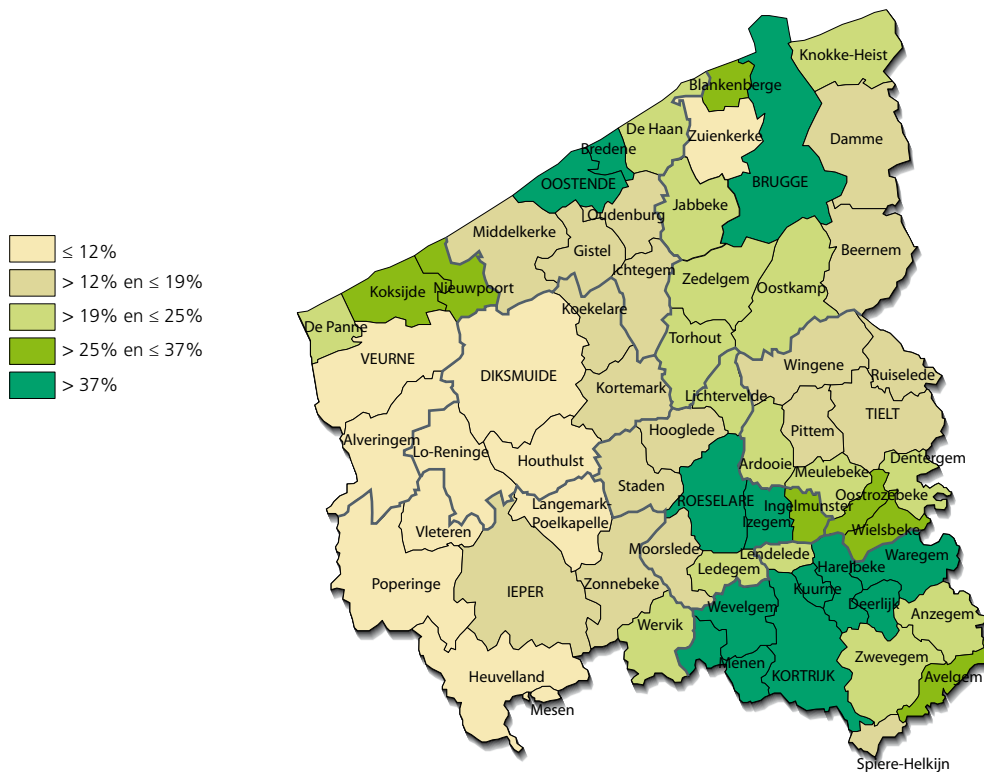 Knokke-Heist
Blankenberge
De Haan
Zuienkerke
Damme
Bredene
OOSTENDE
BRUGGE
Jabbeke
Oudenburg
Middelkerke
Gistel
Beernem
≤ 12%
> 12% en ≤ 19%
> 19% en ≤ 25%
> 25% en ≤ 37%
> 37%
Ichtegem
Zedelgem
Oostkamp
Koksijde
Nieuwpoort
Koekelare
De Panne
Torhout
VEURNE
DIKSMUIDE
Wingene
Ruiselede
Kortemark
Lichtervelde
TIELT
Alveringem
Lo-Reninge
Hooglede
Pittem
Houthulst
Ardooie
Meulebeke
Dentergem
Staden
ROESELARE
Izegem
Ingelmunster
Oostrozebeke
Langemark-
Poelkapelle
Vleteren
Wielsbeke
Moorslede
Lendelede
Harelbeke
Waregem
Poperinge
IEPER
Zonnebeke
Ledegem
Kuurne
Wevelgem
Deerlijk
Anzegem
Wervik
Heuvelland
Menen
KORTRIJK
Zwevegem
Avelgem
Mesen
Spiere-Helkijn